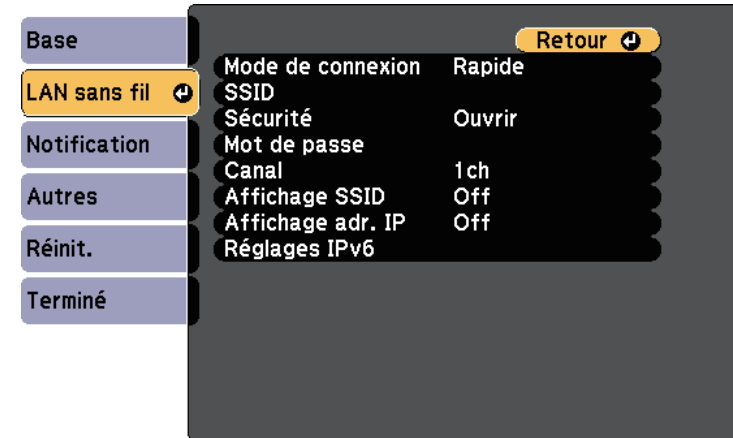 Base
LAN sans fil
Notification
Autres
Réinit.
Terminé
Retour
Mode de connexion Rapide
SSID
Sécurité Ouvrir
Mot de passe
Canal 1ch
Affichage SSID Off
Affichage adr. IP Off
Réglages IPv6